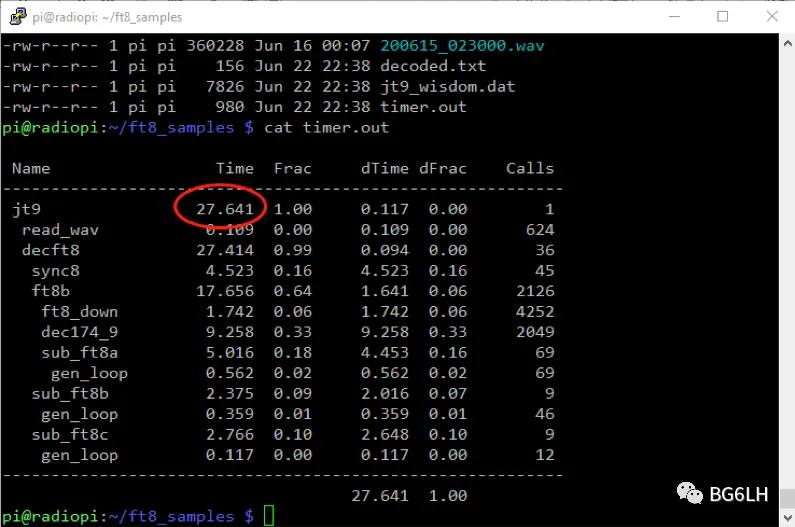 pi@radiopi: ~/ft8_samples
-rw-r--r-- 1 pi pi 360228 Jun 16 00:07 200615_023000.wav
-rw-r--r-- 1 pi pi    156 Jun 22 22:38 decoded.txt
-rw-r--r-- 1 pi pi   7826 Jun 22 22:38 jt9_wisdom.dat
-rw-r--r-- 1 pi pi    980 Jun 22 22:38 timer.out
pi@radiopi:~/ft8_samples $ cat timer.out
Name                 Time  Frac     dTime dFrac    Calls
----------------------------------------------------------
jt9                27.641  1.00     0.117  0.00        1
 read_wav           0.109  0.00     0.109  0.00      624
 decft8            27.414  0.99     0.094  0.00       36
  sync8             4.523  0.16     4.523  0.16       45
  ft8b             17.656  0.64     1.641  0.06     2126
   ft8_down         1.742  0.06     1.742  0.06     4252
   dec174_9         9.258  0.33     9.258  0.33     2049
   sub_ft8a         5.016  0.18     4.453  0.16       69
    gen_loop        0.562  0.02     0.562  0.02       69
  sub_ft8b          2.375  0.09     2.016  0.07        9
   gen_loop         0.359  0.01     0.359  0.01       46
  sub_ft8c          2.766  0.10     2.648  0.10        9
   gen_loop         0.117  0.00     0.117  0.00       12
----------------------------------------------------------
                                   27.641  1.00
BG6LH
pi@radiopi:~/ft8_samples $